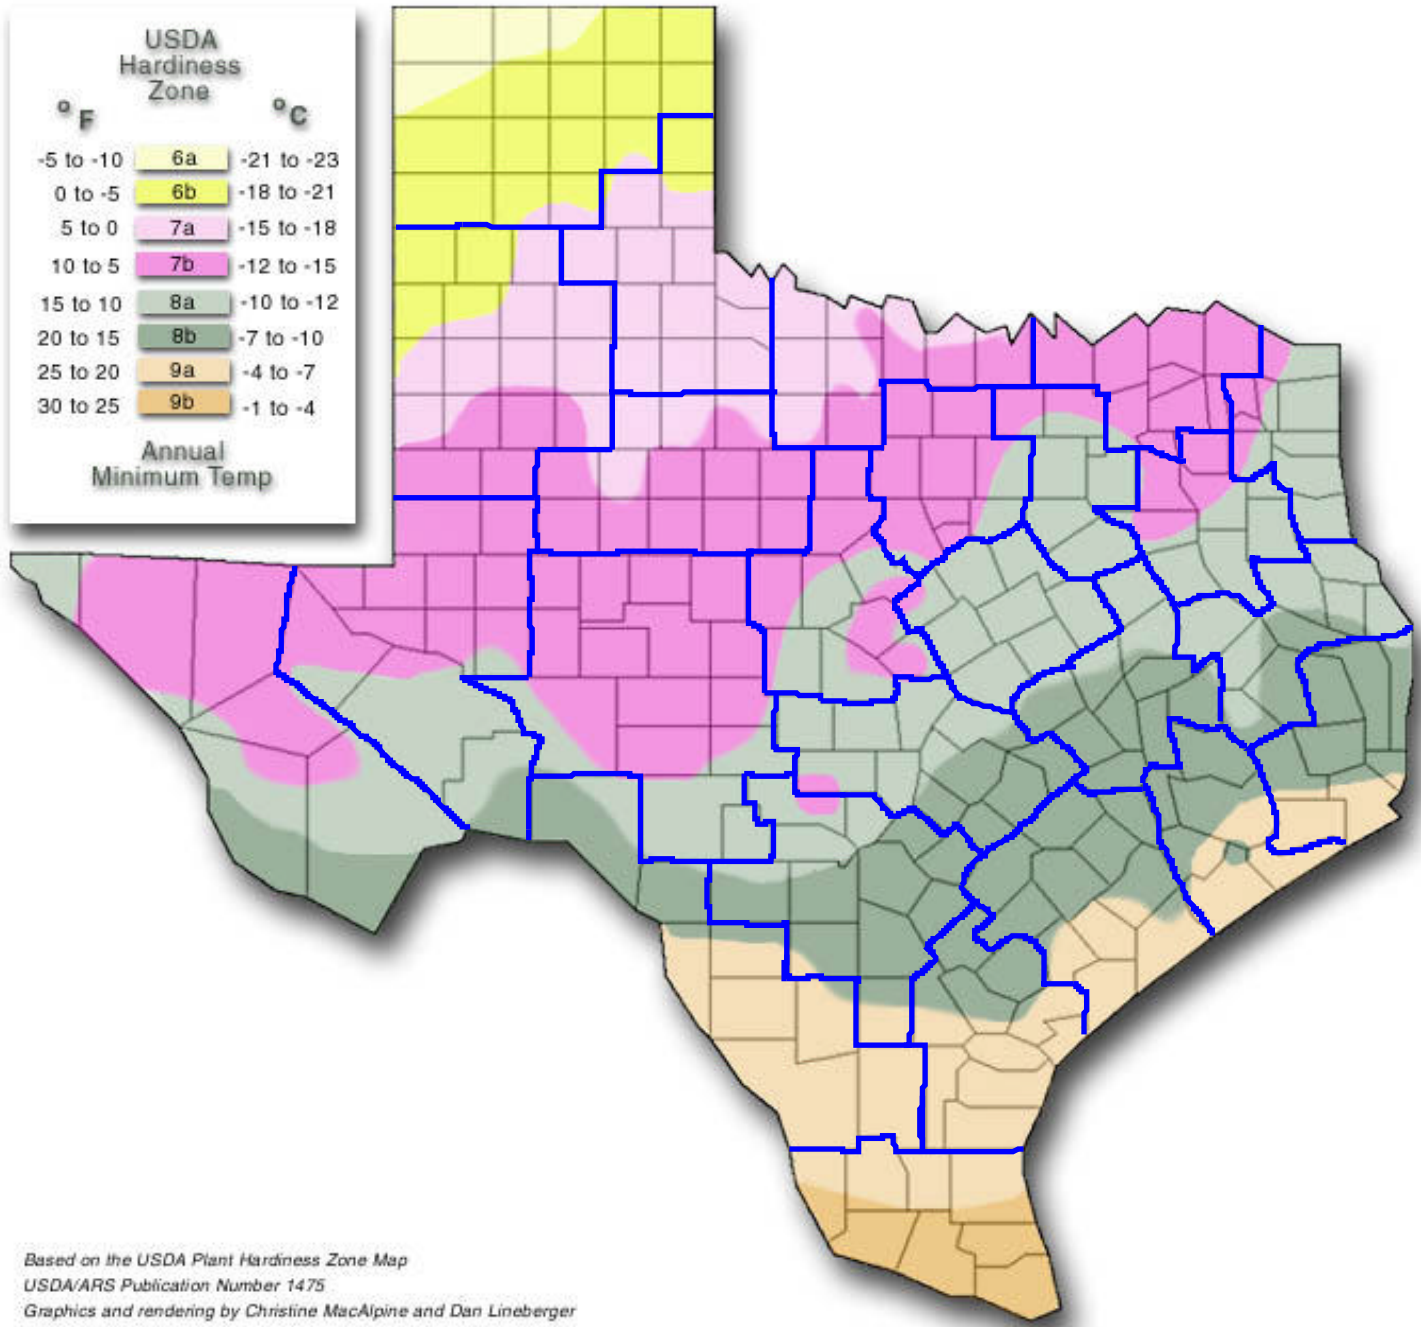 USDA
Hardiness
Zone
°F °C
-5 to -10 6a -21 to -23
0 to -5 6b -18 to -21
5 to 0 7a -15 to -18
10 to 5 7b -12 to -15
15 to 10 8a -10 to -12
20 to 15 8b -7 to -10
25 to 20 9a -4 to -7
30 to 25 9b -1 to -4
Annual
Minimum Temp
Based on the USDA Plant Hardiness Zone Map
USDA/ARS Publication Number 1475
Graphics and rendering by Christine MacAlpine and Dan Lineberger